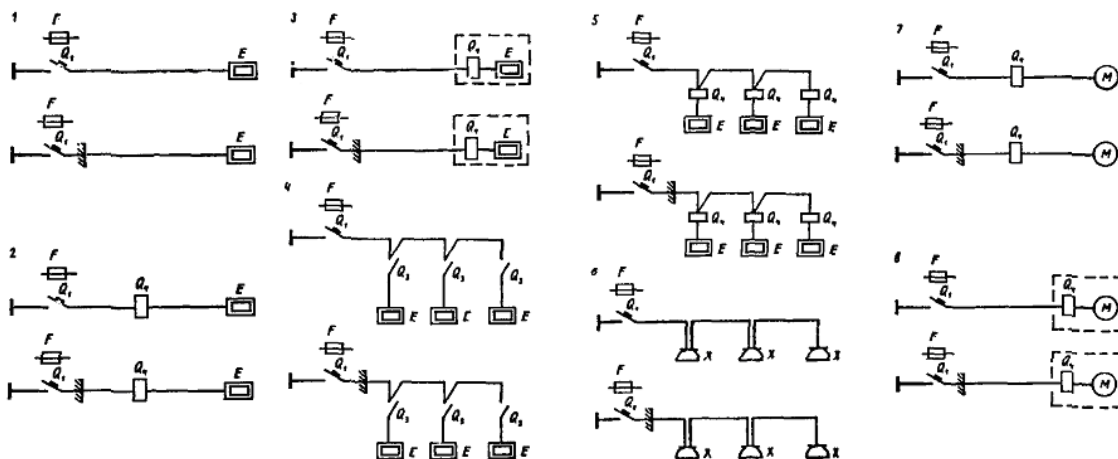 1
F
Q₁ E
F
Q₁ E
2
F
Q₁ Q₄ E
F
Q₁ Q₄ E
3
F
Q₁ Q₄ E
F
Q₁ Q₄ E
4
F
Q₁
Q₃ Q₃ Q₃
E E E
F
Q₁
Q₃ Q₃ Q₃
E E E
5
F
Q₁
Q₄ Q₄ Q₄
E E E
F
Q₁
Q₄ Q₄ Q₄
E E E
6
F
Q₁
X X X
F
Q₁
X X X
7
F
Q₁ Q₄ M
F
Q₁ Q₄ M
8
F
Q₁ Q₄ M
F
Q₁ Q₄ M